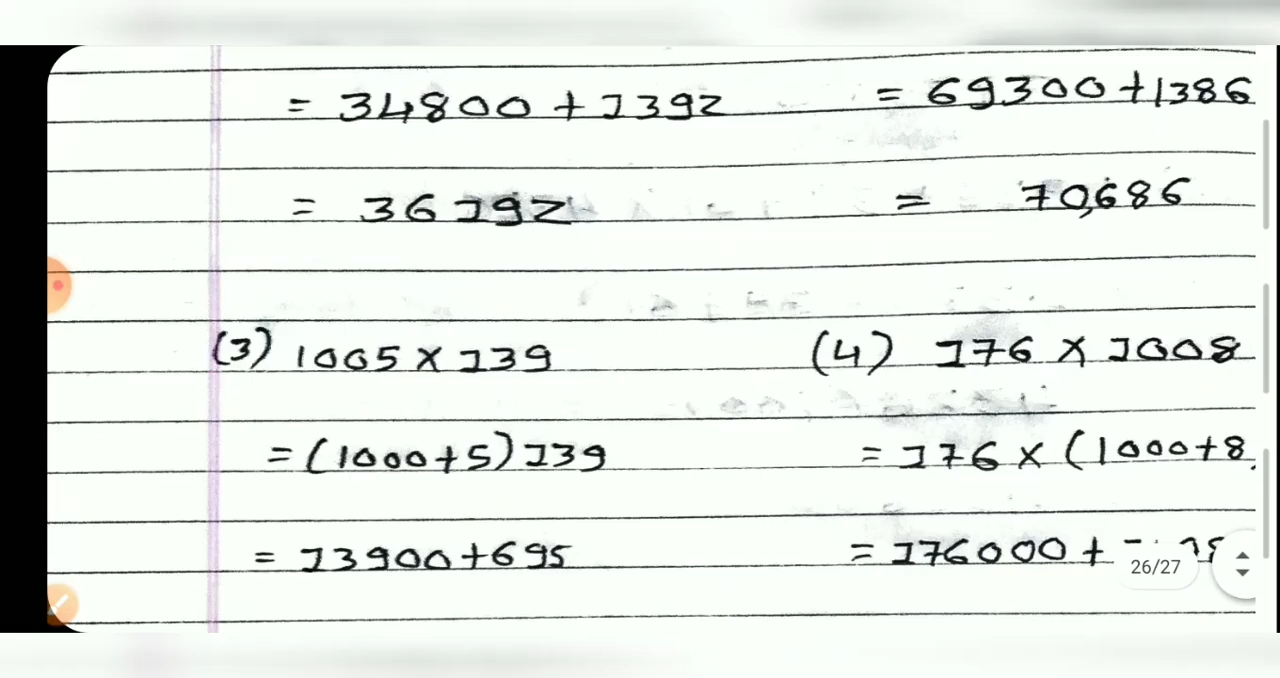 = 34800 + 1392
= 69300 + 1386
= 36192
= 70,686
(3) 1005 × 139
(4) 176 × 1008
= (1000+5) 139
= 176 × (1000+8
= 13900+695
= 176000 +
26/27